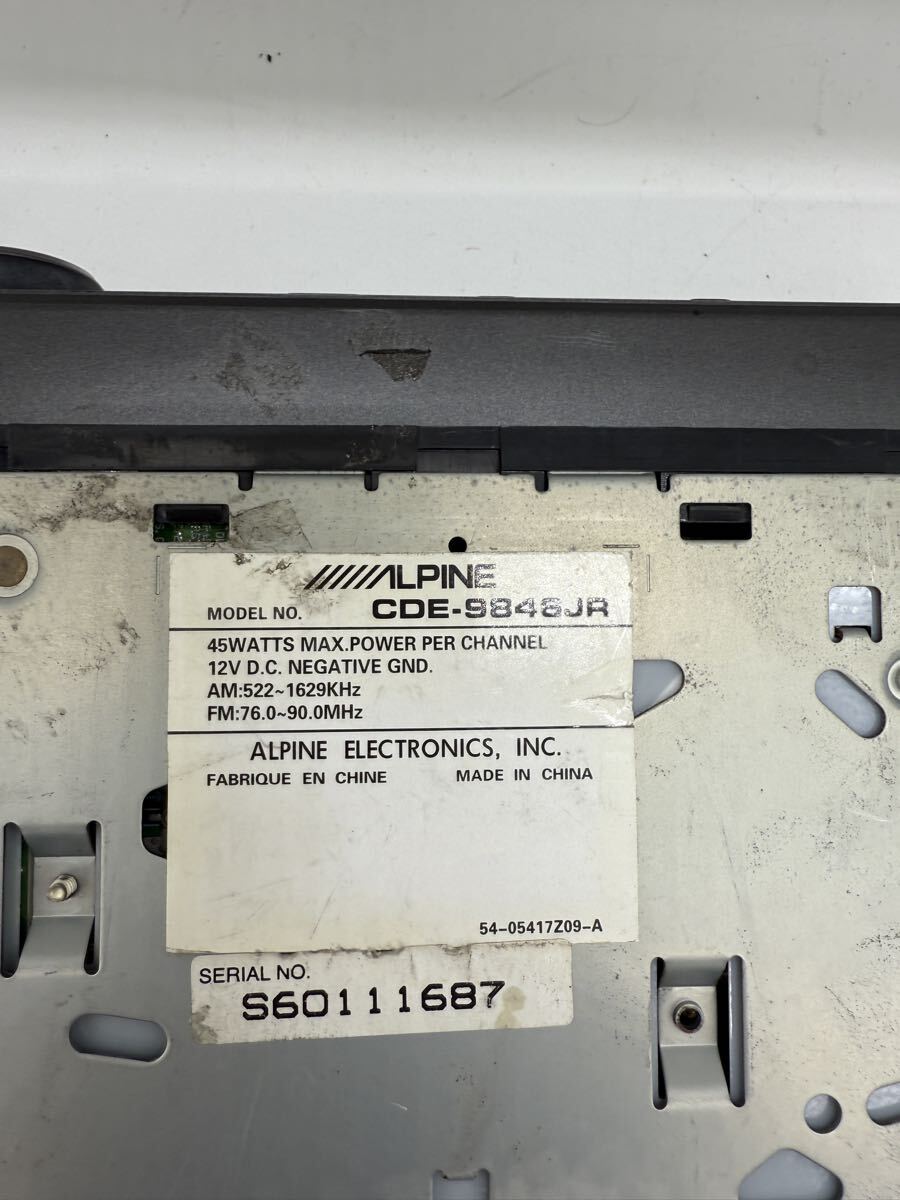 ALPINE
MODEL NO. CDE-9846JR
45WATTS MAX.POWER PER CHANNEL
12V D.C. NEGATIVE GND.
AM:522~1629KHz
FM:76.0~90.0MHz
ALPINE ELECTRONICS, INC.
FABRIQUE EN CHINE MADE IN CHINA
54-05417Z09-A
SERIAL NO.
S60111687